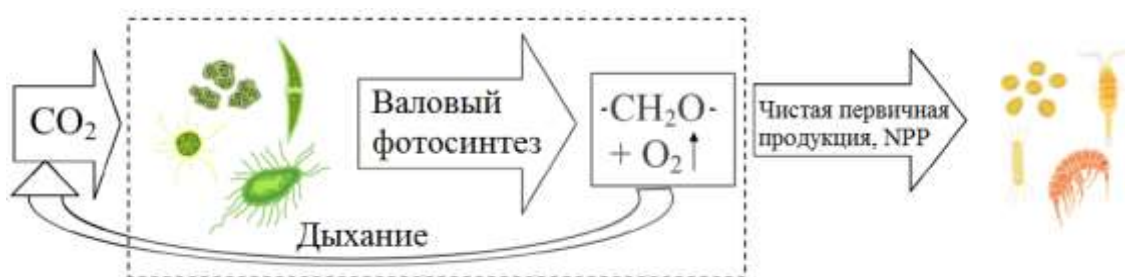 CO₂
Валовый
фотосинтез
-CH₂O-
+ O₂↑
Чистая первичная
продукция, NPP
Дыхание